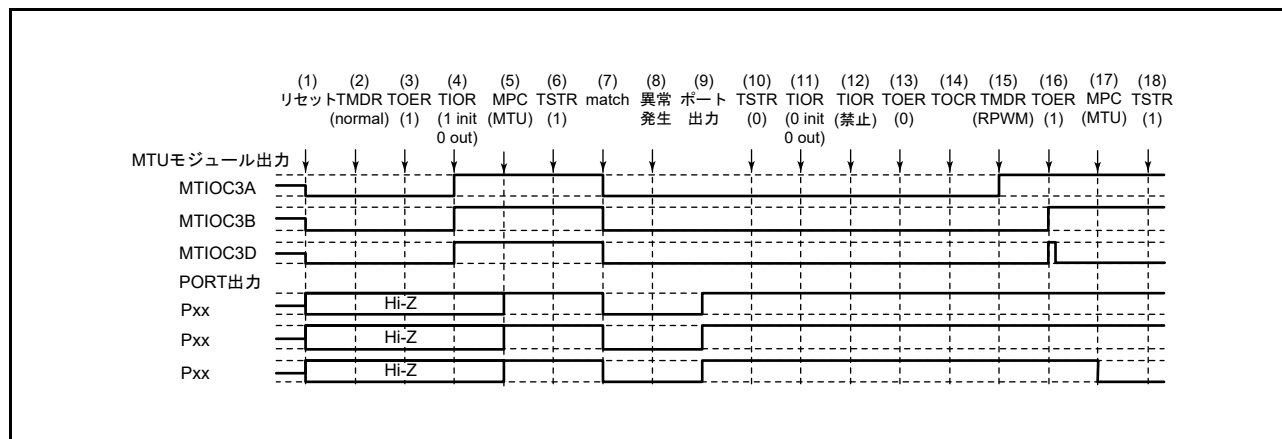 (1) (2) (3) (4) (5) (6) (7) (8) (9) (10) (11) (12) (13) (14) (15) (16) (17) (18)
リセット TMDR TOER TIOR MPC TSTR match 異常 ポート TSTR TIOR TIOR TOER TOCR TMDR TOER MPC TSTR
(normal) (1) (1 init (MTU) (1) 発生 出力 (0) (0 init (禁止) (0) (RPWM) (1) (MTU) (1)
0 out) 0 out)
MTUモジュール出力
MTIOC3A
MTIOC3B
MTIOC3D
PORT出力
Pxx Hi-Z
Pxx Hi-Z
Pxx Hi-Z